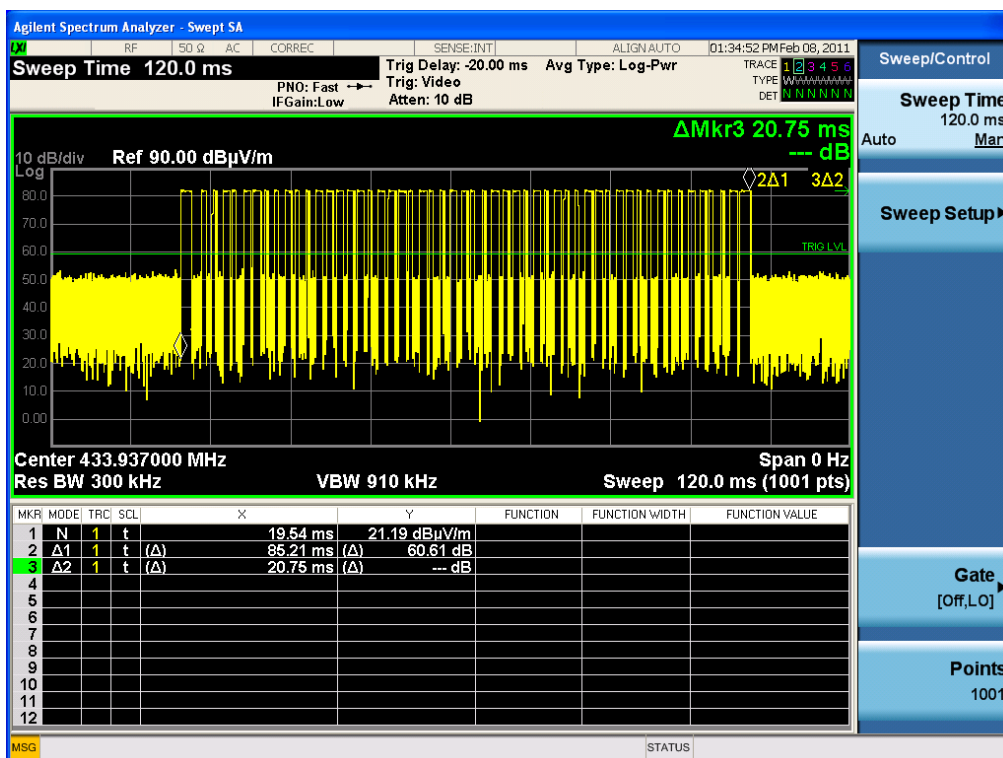 Agilent Spectrum Analyzer - Swept SA
LXI RF 50 Ω AC CORREC SENSE:INT ALIGN AUTO 01:34:52 PM Feb 08, 2011
Sweep Time 120.0 ms
PNO: Fast
IFGain:Low
Trig Delay: -20.00 ms
Trig: Video
Atten: 10 dB
Avg Type: Log-Pwr
TRACE 1 2 3 4 5 6
TYPE WWWWWW
DET N N N N N N
ΔMkr3 20.75 ms
--- dB
10 dB/div Ref 90.00 dBµV/m
Log
2Δ1 3Δ2
80.0
70.0
60.0
TRIG LVL
50.0
40.0
30.0
20.0
10.0
0.00
Center 433.937000 MHz Span 0 Hz
Res BW 300 kHz VBW 910 kHz Sweep 120.0 ms (1001 pts)
MKR MODE TRC SCL X Y FUNCTION FUNCTION WIDTH FUNCTION VALUE
1 N 1 t 19.54 ms 21.19 dBµV/m
2 Δ1 1 t (Δ) 85.21 ms (Δ) 60.61 dB
3 Δ2 1 t (Δ) 20.75 ms (Δ) --- dB
4
5
6
7
8
9
10
11
12
MSG STATUS
Sweep/Control
Sweep Time
120.0 ms
Auto Man
Sweep Setup
Gate
[Off,LO]
Points
1001